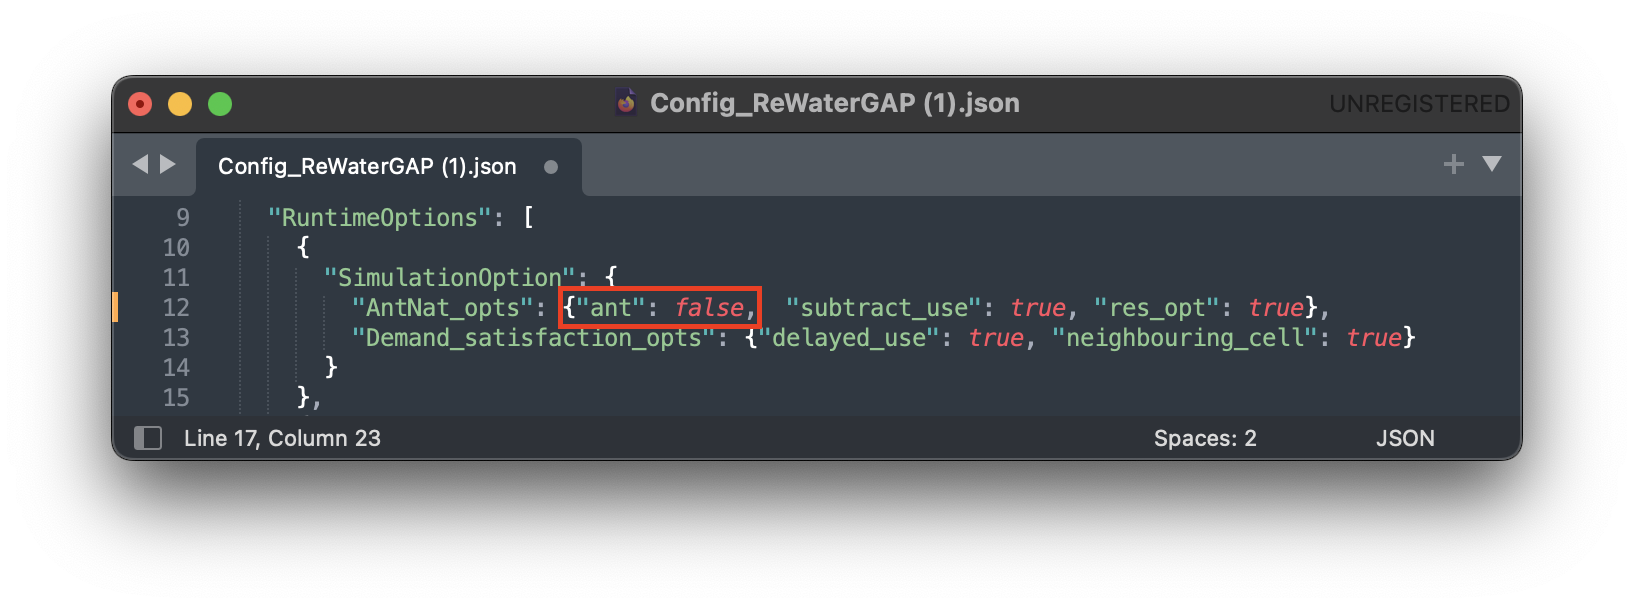 Config_ReWaterGAP (1).json
UNREGISTERED
Config_ReWaterGAP (1).json
9 "RuntimeOptions": [
10 {
11 "SimulationOption": {
12 "AntNat_opts": {"ant": false, "subtract_use": true, "res_opt": true},
13 "Demand_satisfaction_opts": {"delayed_use": true, "neighbouring_cell": true}
14 }
15 },
Line 17, Column 23
Spaces: 2
JSON